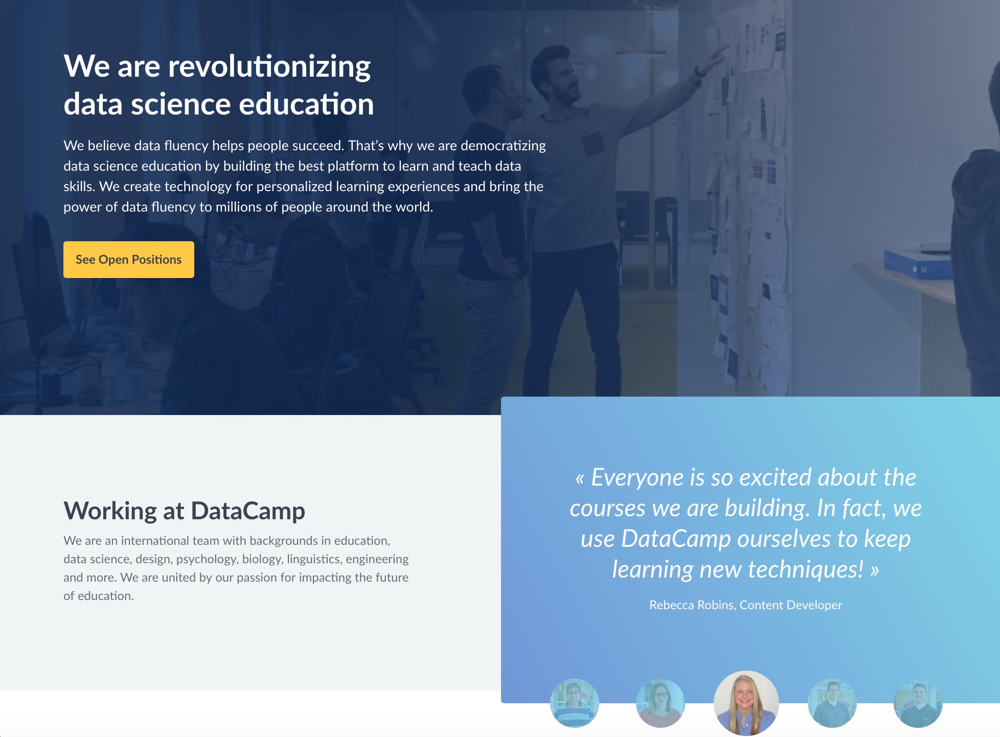 We are revolutionizing
data science education
We believe data fluency helps people succeed. That’s why we are democratizing
data science education by building the best platform to learn and teach data
skills. We create technology for personalized learning experiences and bring the
power of data fluency to millions of people around the world.
See Open Positions
Working at DataCamp
We are an international team with backgrounds in education,
data science, design, psychology, biology, linguistics, engineering
and more. We are united by our passion for impacting the future
of education.
« Everyone is so excited about the
courses we are building. In fact, we
use DataCamp ourselves to keep
learning new techniques! »
Rebecca Robins, Content Developer